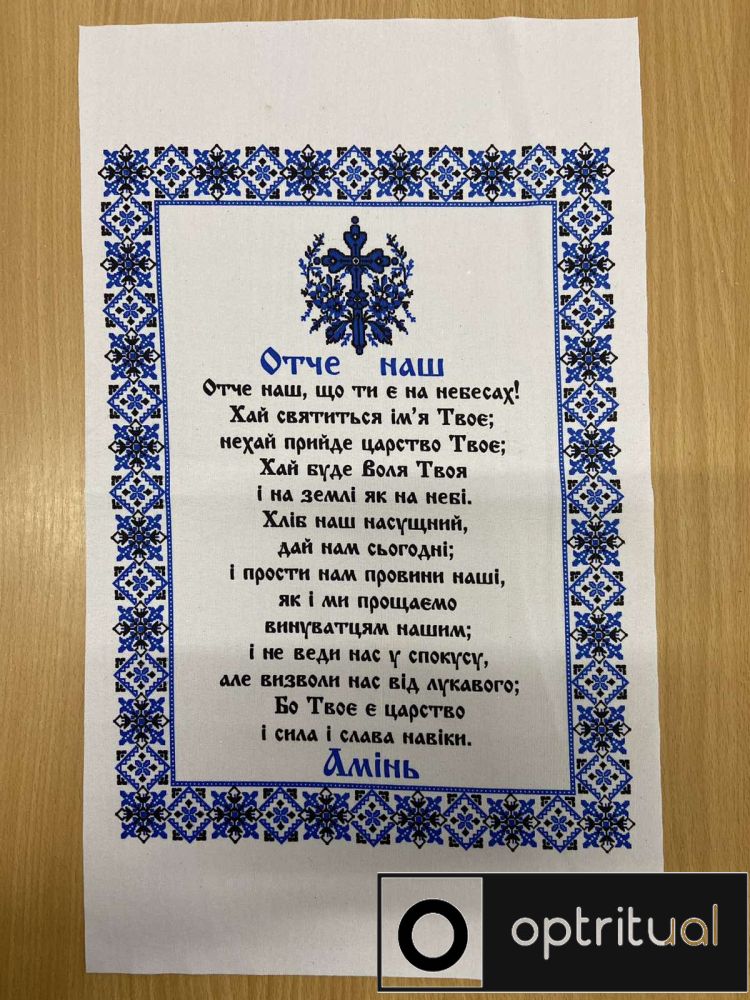 Отче наш
Отче наш, що ти є на небесах!
Хай святиться ім'я Твоє;
нехай прийде царство Твоє;
Хай буде Воля Твоя
і на землі як на небі.
Хліб наш насущний,
дай нам сьогодні;
і прости нам провини наші,
як і ми прощаємо
винуватцям нашим;
і не веди нас у спокусу,
але визволи нас від лукавого;
Бо Твоє є царство
і сила і слава навіки.
Амінь
optritual